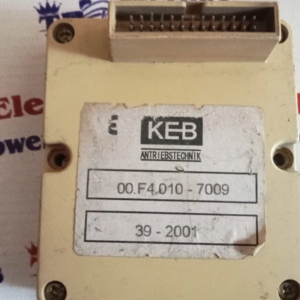 KEB
ANTRIEBSTECHNIK
00.F4.010 - 7009
39 - 2001